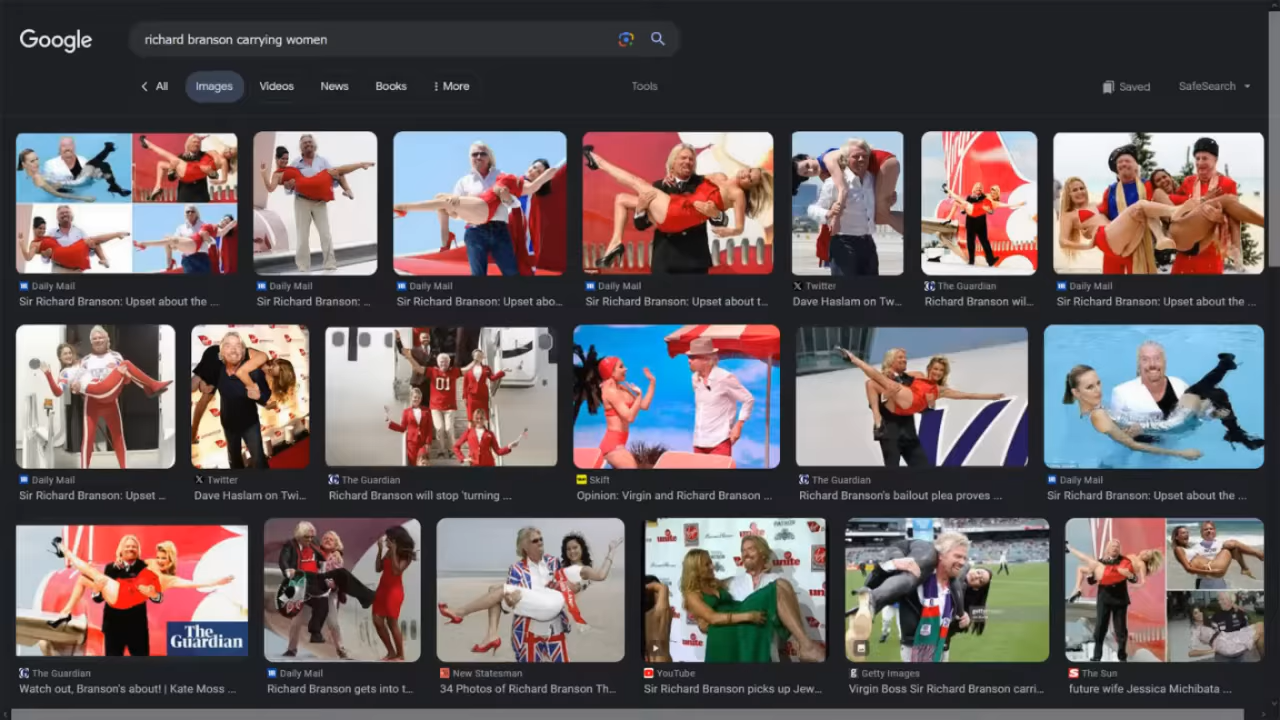 Google
richard branson carrying women
All Images Videos News Books More Tools Saved SafeSearch
Daily Mail
Sir Richard Branson: Upset about the ...
Daily Mail
Sir Richard Branson: ...
Daily Mail
Sir Richard Branson: Upset abo...
Daily Mail
Sir Richard Branson: Upset about t...
Twitter
Dave Haslam on Tw...
The Guardian
Richard Branson wil...
Daily Mail
Sir Richard Branson: Upset about the ...
Daily Mail
Sir Richard Branson: Upset ...
Twitter
Dave Haslam on Twi...
The Guardian
Richard Branson will stop 'turning ...
01
Skift
Opinion: Virgin and Richard Branson ...
The Guardian
Richard Branson's bailout plea proves ...
Daily Mail
Sir Richard Branson: Upset about the ...
The
Guardian
The Guardian
Watch out, Branson's about! | Kate Moss ...
Daily Mail
Richard Branson gets into t...
New Statesman
34 Photos of Richard Branson Th...
unite
unite
unite
YouTube
Sir Richard Branson picks up Jew...
Getty Images
Virgin Boss Sir Richard Branson carri...
The Sun
future wife Jessica Michibata ...